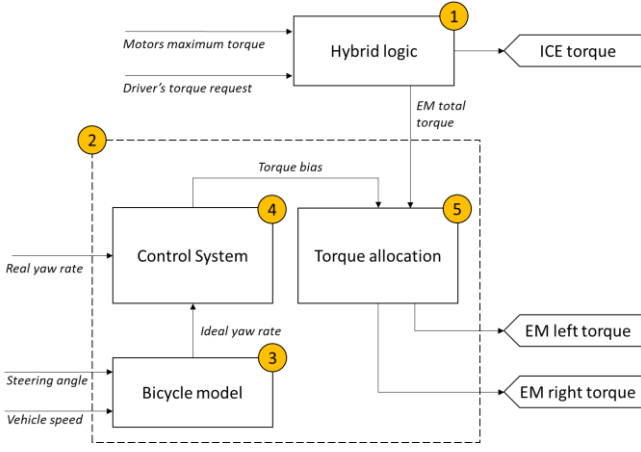 1
Motors maximum torque
Hybrid logic
ICE torque
Driver's torque request
EM total
torque
2
Torque bias
4
5
Control System
Torque allocation
Real yaw rate
Ideal yaw rate
EM left torque
3
Steering angle
Bicycle model
EM right torque
Vehicle speed